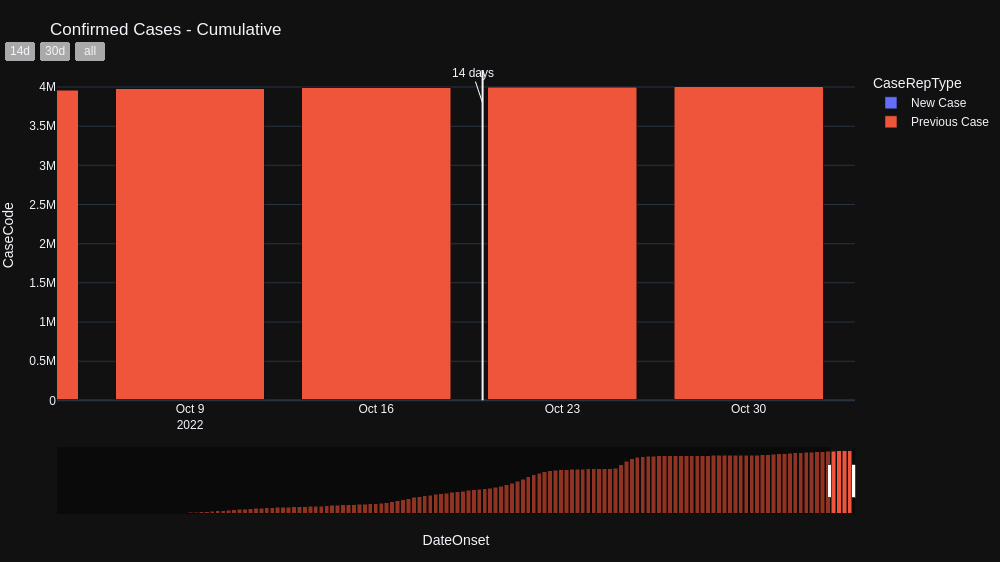 Confirmed Cases - Cumulative
14d 30d all
14 days
CaseRepType
New Case
Previous Case
4M
3.5M
3M
2.5M
2M
1.5M
1M
0.5M
0
CaseCode
Oct 9 Oct 16 Oct 23 Oct 30
2022
DateOnset